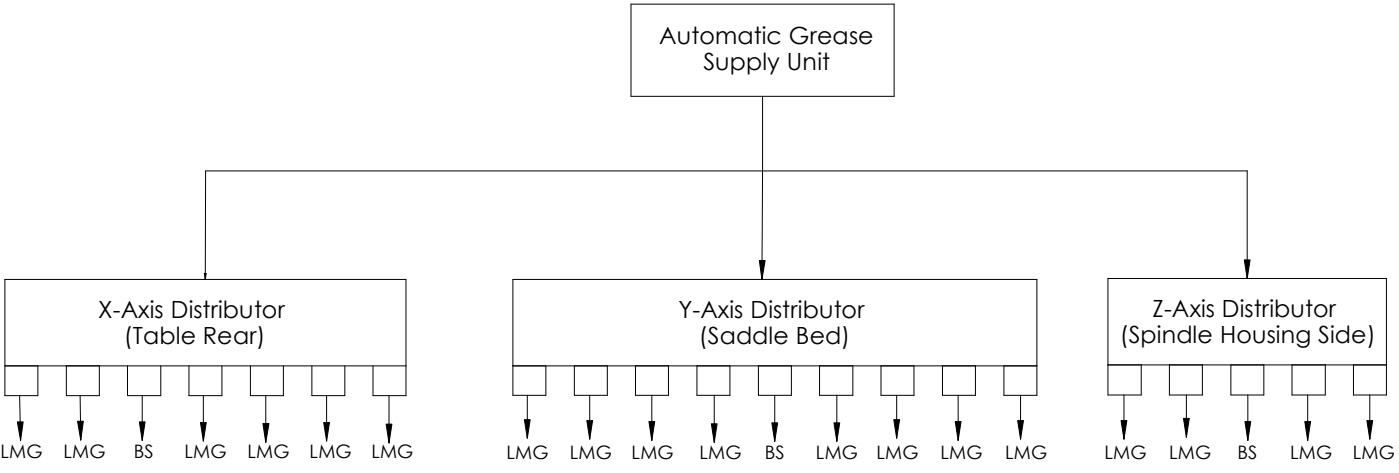 Automatic Grease
Supply Unit
X-Axis Distributor
(Table Rear)
Y-Axis Distributor
(Saddle Bed)
Z-Axis Distributor
(Spindle Housing Side)
LMG LMG BS LMG LMG LMG LMG
LMG LMG LMG LMG BS LMG LMG LMG LMG
LMG LMG BS LMG LMG